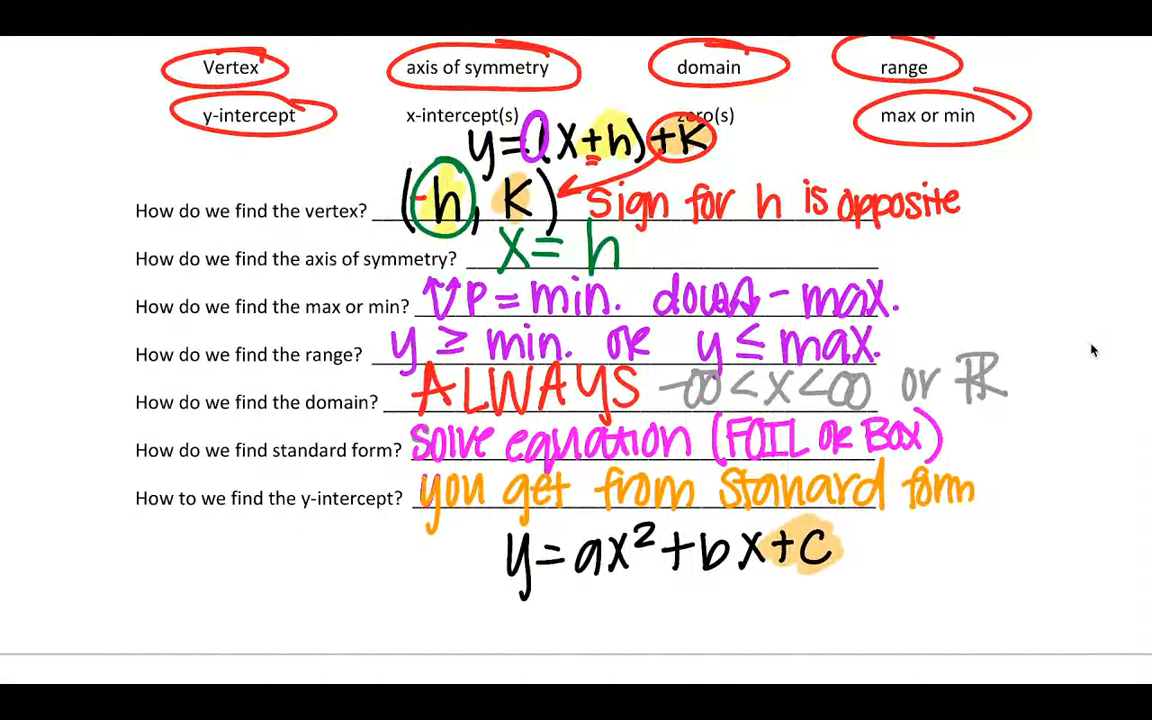 Vertex axis of symmetry domain range
y-intercept x-intercept(s) zero(s) max or min
y = (x+h) + K
How do we find the vertex? (-h, K) Sign for h is opposite
How do we find the axis of symmetry? x = h
How do we find the max or min? UP = min. down - max.
How do we find the range? y ≥ min. or y ≤ max.
How do we find the domain? ALWAYS -∞ < x < ∞ or ℝ
How do we find standard form? solve equation (FOIL OR BOX)
How to we find the y-intercept? you get from stanard form
y = ax² + bx + c